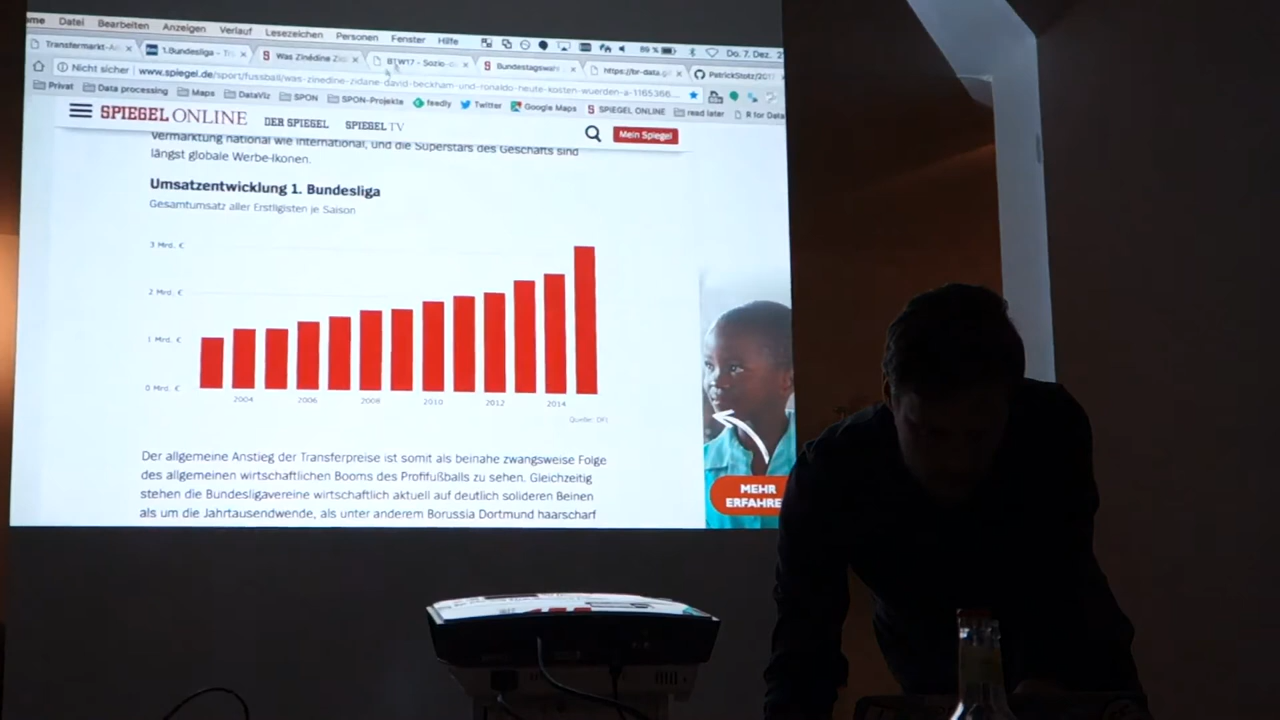 Datei Bearbeiten Anzeigen Verlauf Lesezeichen Personen Fenster Hilfe 89 % Do. 7. Dez. 2
1.Bundesliga - Was Zinédine BTW17 - Sozio- Bundestagswahl https://br-data.g PatrickStotz/2017
Nicht sicher www.spiegel.de/sport/fussball/was-zinedine-zidane-david-beckham-und-ronaldo-heute-kosten-wuerden-a-1165366...
Privat Data processing Maps DataViz SPON SPON-Projekte feedly Twitter Google Maps SPIEGEL ONLINE read later R for Data
SPIEGEL ONLINE DER SPIEGEL SPIEGEL TV Mein Spiegel
Vermarktung national wie international, und die Superstars des Geschäfts sind
längst globale Werbe-Ikonen.
Umsatzentwicklung 1. Bundesliga
Gesamtumsatz aller Erstligisten je Saison
3 Mrd. €
2 Mrd. €
1 Mrd. €
0 Mrd. €
2004 2006 2008 2010 2012 2014
Quelle: DFL
Der allgemeine Anstieg der Transferpreise ist somit als beinahe zwangsweise Folge
des allgemeinen wirtschaftlichen Booms des Profifußballs zu sehen. Gleichzeitig
stehen die Bundesligavereine wirtschaftlich aktuell auf deutlich solideren Beinen
als um die Jahrtausendwende, als unter anderem Borussia Dortmund haarscharf
MEHR
ERFAHRE